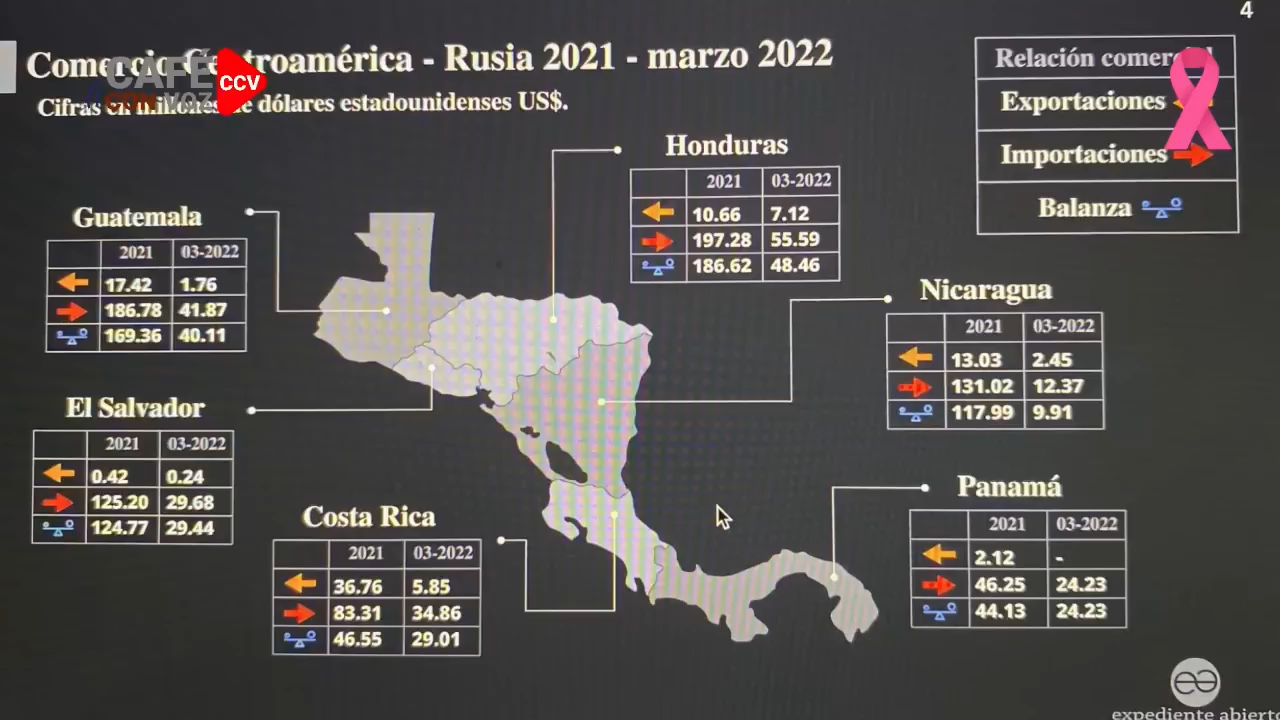 4
Comercio Centroamérica - Rusia 2021 - marzo 2022
CAFÉ
CON VOZ
CCV
Cifras en millones de dólares estadounidenses US$.
Relación comercial
Exportaciones
Importaciones
Balanza
Honduras
2021 03-2022
10.66 7.12
197.28 55.59
186.62 48.46
Guatemala
2021 03-2022
17.42 1.76
186.78 41.87
169.36 40.11
Nicaragua
2021 03-2022
13.03 2.45
131.02 12.37
117.99 9.91
El Salvador
2021 03-2022
0.42 0.24
125.20 29.68
124.77 29.44
Costa Rica
2021 03-2022
36.76 5.85
83.31 34.86
46.55 29.01
Panamá
2021 03-2022
2.12 -
46.25 24.23
44.13 24.23
expediente abierto